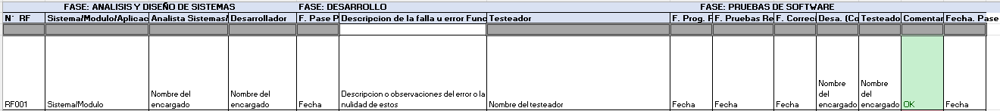 FASE: ANALISIS Y DISEÑO DE SISTEMAS FASE: DESARROLLO FASE: PRUEBAS DE SOFTWARE
N° RF Sistema/Modulo/Aplicac Analista Sistemas/ Desarrollador F. Pase P Descripcion de la falla u error Func Testeador F. Prog. F F. Pruebas Re F. Correci Desa. (Co Testeado Comentar Fecha. Pase
RF001 Sistema/Modulo Nombre del encargado Nombre del encargado Fecha Descripcion o observaciones del error o la nulidad de estos Nombre del testeador Fecha Fecha Fecha Nombre del encargado Nombre del encargado OK Fecha